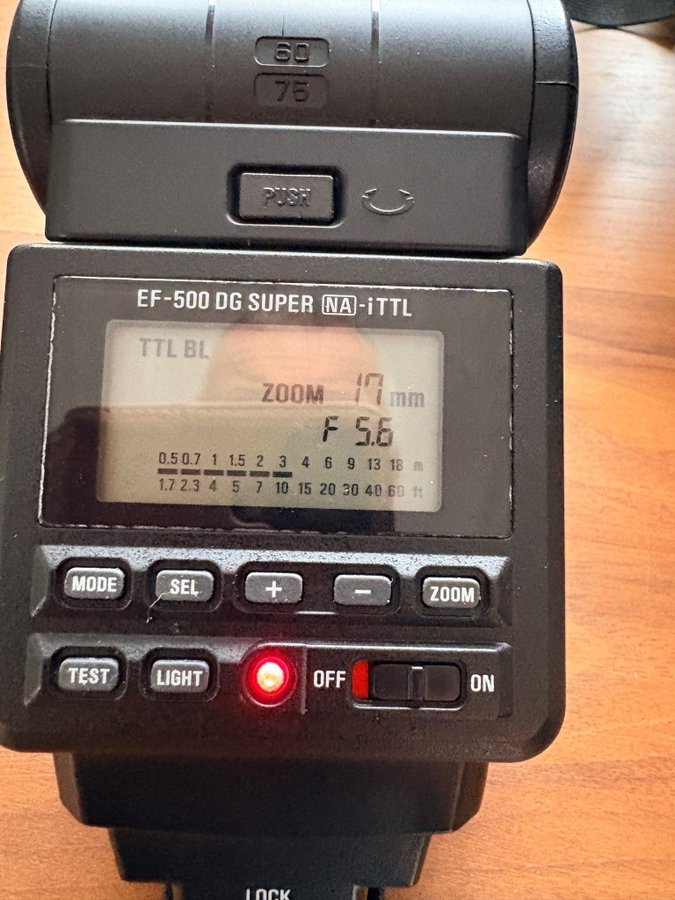 60
75
PUSH
EF-500 DG SUPER NA-iTTL
TTL BL
ZOOM 17 mm
F 5.6
0.5 0.7 1 1.5 2 3 4 6 9 13 18 m
1.7 2.3 4 5 7 10 15 20 30 40 60 ft
MODE SEL + - ZOOM
TEST LIGHT OFF ON
LOCK